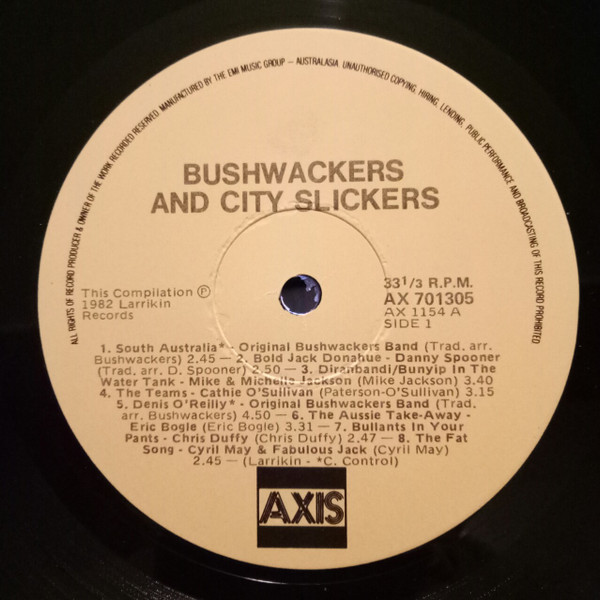 ALL RIGHTS OF RECORD PRODUCER & OWNER OF THE WORK RECORDED RESERVED. MANUFACTURED BY THE EMI MUSIC GROUP – AUSTRALASIA. UNAUTHORISED COPYING, HIRING, LENDING, PUBLIC PERFORMANCE AND BROADCASTING OF THIS RECORD PROHIBITED
BUSHWACKERS
AND CITY SLICKERS
This Compilation ℗
1982 Larrikin
Records
33 1/3 R.P.M.
AX 701305
AX 1154 A
SIDE 1
1. South Australia* - Original Bushwackers Band (Trad. arr.
Bushwackers) 2.45 — 2. Bold Jack Donahue - Danny Spooner
(Trad. arr. D. Spooner) 2.50 — 3. Diranbandi/Bunyip In The
Water Tank - Mike & Michelle Jackson (Mike Jackson) 3.40
4. The Teams - Cathie O'Sullivan (Paterson-O'Sullivan) 3.15
5. Denis O'Reilly* - Original Bushwackers Band (Trad.
arr. Bushwackers) 4.50 — 6. The Aussie Take-Away -
Eric Bogle (Eric Bogle) 3.31 — 7. Bullants In Your
Pants - Chris Duffy (Chris Duffy) 2.47 — 8. The Fat
Song - Cyril May & Fabulous Jack (Cyril May)
2.45 — (Larrikin - *C. Control)
AXIS